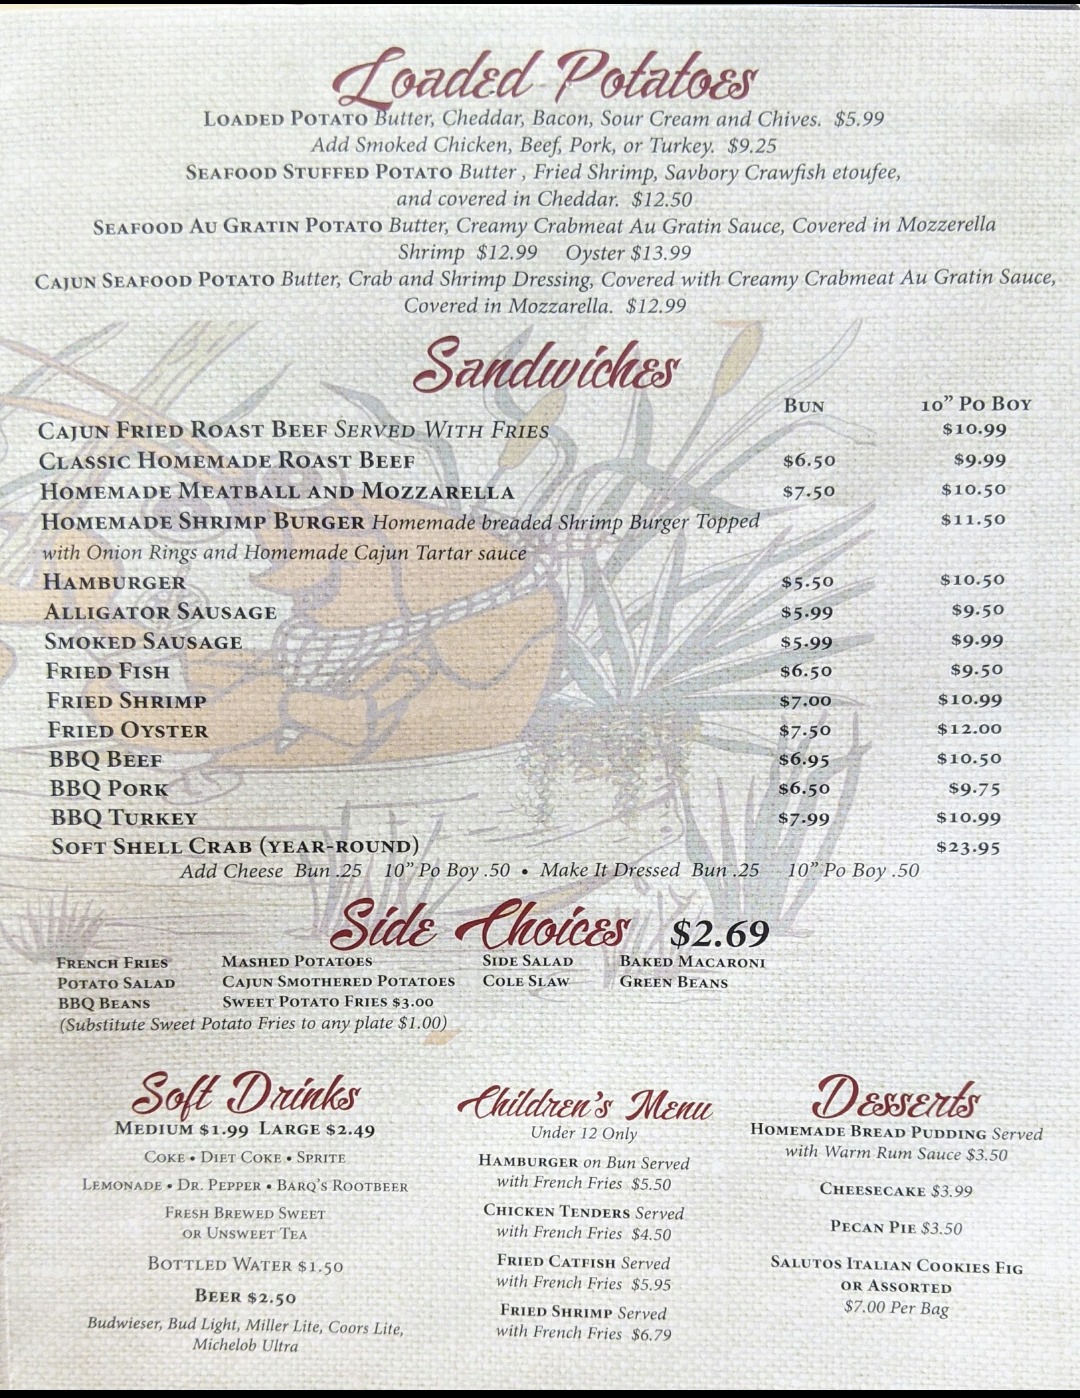 Loaded Potatoes
Loaded Potato Butter, Cheddar, Bacon, Sour Cream and Chives. $5.99
Add Smoked Chicken, Beef, Pork, or Turkey. $9.25
Seafood Stuffed Potato Butter , Fried Shrimp, Savbory Crawfish etoufee,
and covered in Cheddar. $12.50
Seafood Au Gratin Potato Butter, Creamy Crabmeat Au Gratin Sauce, Covered in Mozzerella
Shrimp $12.99 Oyster $13.99
Cajun Seafood Potato Butter, Crab and Shrimp Dressing, Covered with Creamy Crabmeat Au Gratin Sauce,
Covered in Mozzarella. $12.99
Sandwiches
Bun 10" Po Boy
Cajun Fried Roast Beef Served With Fries $10.99
Classic Homemade Roast Beef $6.50 $9.99
Homemade Meatball and Mozzarella $7.50 $10.50
Homemade Shrimp Burger Homemade breaded Shrimp Burger Topped $11.50
with Onion Rings and Homemade Cajun Tartar sauce
Hamburger $5.50 $10.50
Alligator Sausage $5.99 $9.50
Smoked Sausage $5.99 $9.99
Fried Fish $6.50 $9.50
Fried Shrimp $7.00 $10.99
Fried Oyster $7.50 $12.00
BBQ Beef $6.95 $10.50
BBQ Pork $6.50 $9.75
BBQ Turkey $7.99 $10.99
Soft Shell Crab (year-round) $23.95
Add Cheese Bun .25 10" Po Boy .50 • Make It Dressed Bun .25 10" Po Boy .50
Side Choices $2.69
French Fries Mashed Potatoes Side Salad Baked Macaroni
Potato Salad Cajun Smothered Potatoes Cole Slaw Green Beans
BBQ Beans Sweet Potato Fries $3.00
(Substitute Sweet Potato Fries to any plate $1.00)
Soft Drinks
Medium $1.99 Large $2.49
Coke • Diet Coke • Sprite
Lemonade • Dr. Pepper • Barq's Rootbeer
Fresh Brewed Sweet
or Unsweet Tea
Bottled Water $1.50
Beer $2.50
Budwieser, Bud Light, Miller Lite, Coors Lite,
Michelob Ultra
Children's Menu
Under 12 Only
Hamburger on Bun Served
with French Fries $5.50
Chicken Tenders Served
with French Fries $4.50
Fried Catfish Served
with French Fries $5.95
Fried Shrimp Served
with French Fries $6.79
Desserts
Homemade Bread Pudding Served
with Warm Rum Sauce $3.50
Cheesecake $3.99
Pecan Pie $3.50
Salutos Italian Cookies Fig
or Assorted
$7.00 Per Bag